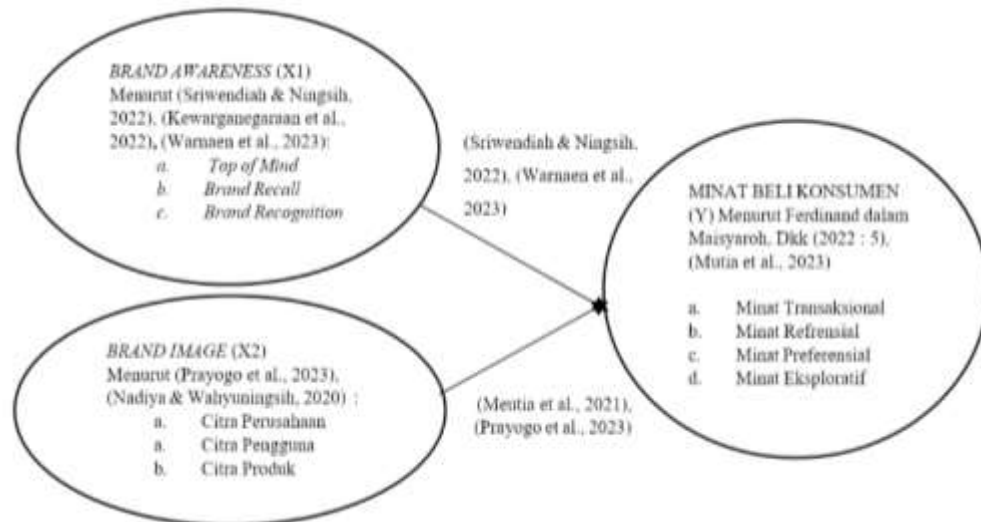 BRAND AWARENESS (X1)
Menurut (Sriwendiah & Ningsih,
2022), (Kewarganegaraan et al.,
2022), (Warnaen et al., 2023):
a. Top of Mind
b. Brand Recall
c. Brand Recognition
(Sriwendiah & Ningsih,
2022), (Warnaen et al.,
2023)
BRAND IMAGE (X2)
Menurut (Prayogo et al., 2023),
(Nadiya & Wahyuningsih, 2020) :
a. Citra Perusahaan
a. Citra Pengguna
b. Citra Produk
(Meutia et al., 2021),
(Prayogo et al., 2023)
MINAT BELI KONSUMEN
(Y) Menurut Ferdinand dalam
Maisyaroh, Dkk (2022 : 5),
(Mutia et al., 2023)
a. Minat Transaksional
b. Minat Refrensial
c. Minat Preferensial
d. Minat Eksploratif